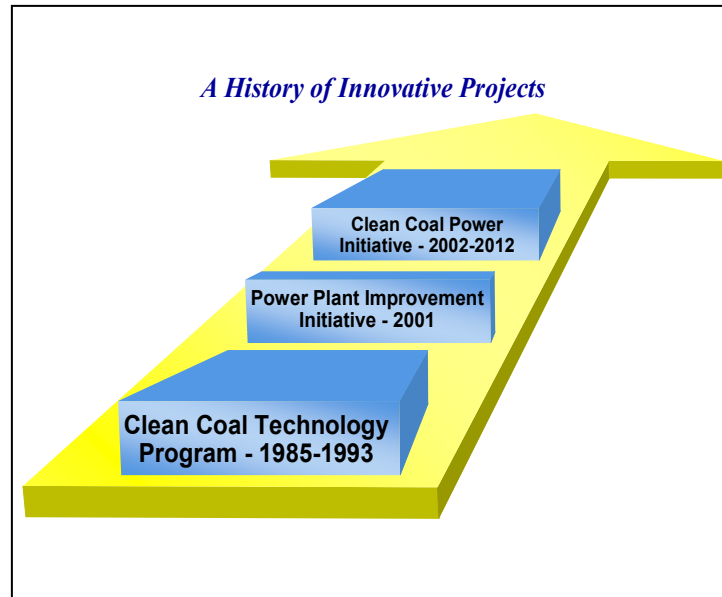 A History of Innovative Projects
Clean Coal Power
Initiative - 2002-2012
Power Plant Improvement
Initiative - 2001
Clean Coal Technology
Program - 1985-1993